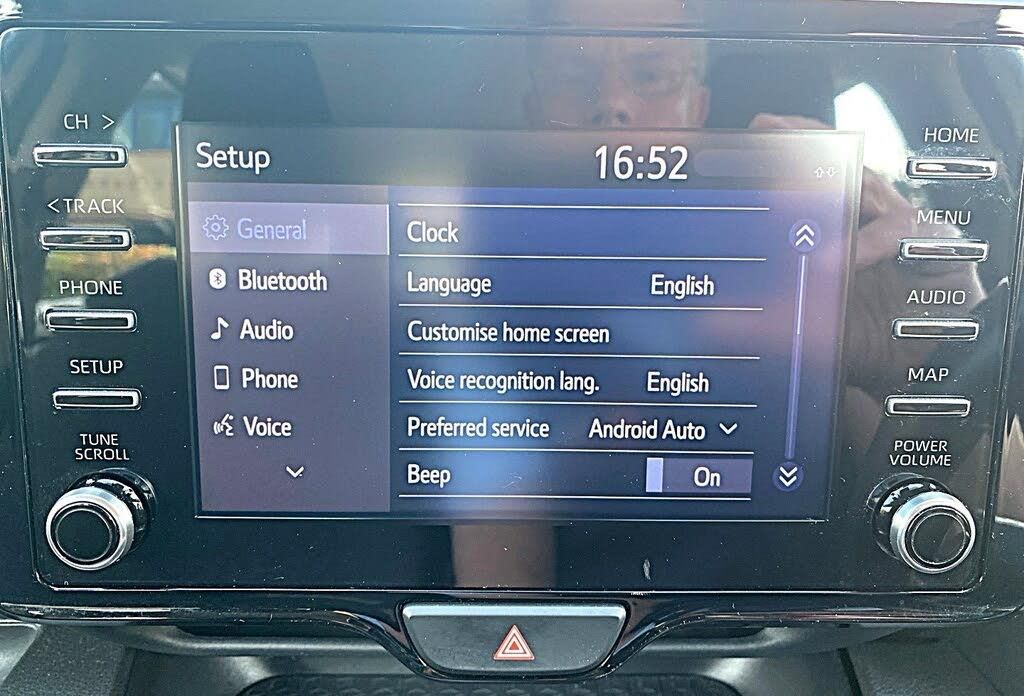 CH >
< TRACK
PHONE
SETUP
TUNE
SCROLL
Setup
16:52
General
Bluetooth
Audio
Phone
Voice
Clock
Language English
Customise home screen
Voice recognition lang. English
Preferred service Android Auto
Beep On
HOME
MENU
AUDIO
MAP
POWER
VOLUME